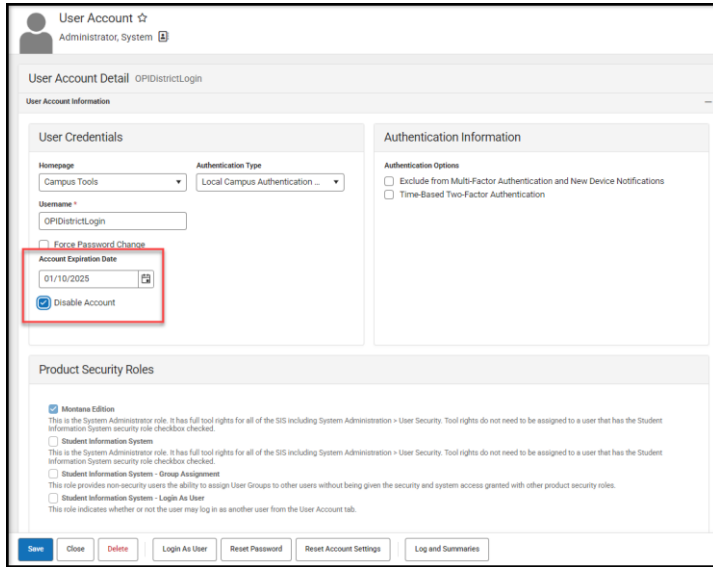 User Account
Administrator, System
User Account Detail OPIDistrictLogin
User Account Information
User Credentials
Homepage
Authentication Type
Campus Tools
Local Campus Authentication ...
Username *
OPIDistrictLogin
Force Password Change
Account Expiration Date
01/10/2025
Disable Account
Authentication Information
Authentication Options
Exclude from Multi-Factor Authentication and New Device Notifications
Time-Based Two-Factor Authentication
Product Security Roles
Montana Edition
This is the System Administrator role. It has full tool rights for all of the SIS including System Administration > User Security. Tool rights do not need to be assigned to a user that has the Student
Information System security role checkbox checked.
Student Information System
This is the System Administrator role. It has full tool rights for all of the SIS including System Administration > User Security. Tool rights do not need to be assigned to a user that has the Student
Information System security role checkbox checked.
Student Information System - Group Assignment
This role provides non-security users the ability to assign User Groups to other users without being given the security and system access granted with other product security roles.
Student Information System - Login As User
This role indicates whether or not the user may log in as another user from the User Account tab.
Save Close Delete Login As User Reset Password Reset Account Settings Log and Summaries